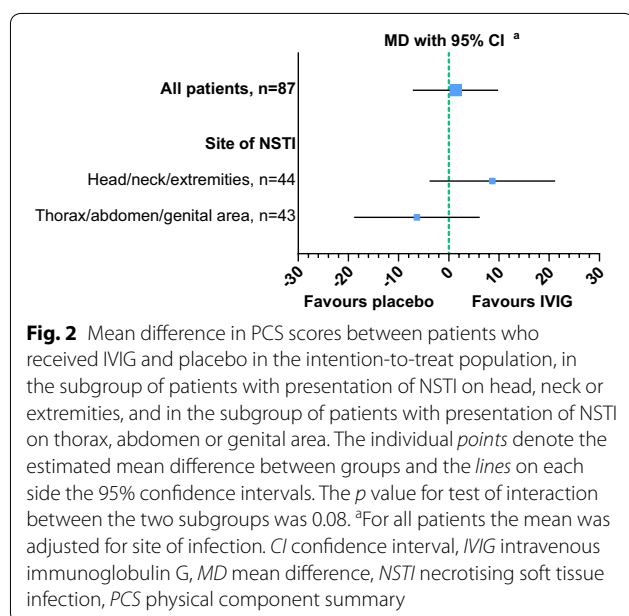 MD with 95% CI a
All patients, n=87
Site of NSTI
Head/neck/extremities, n=44
Thorax/abdomen/genital area, n=43
-30 -20 -10 0 10 20 30
Favours placebo Favours IVIG
Fig. 2 Mean difference in PCS scores between patients who
received IVIG and placebo in the intention-to-treat population, in
the subgroup of patients with presentation of NSTI on head, neck or
extremities, and in the subgroup of patients with presentation of NSTI
on thorax, abdomen or genital area. The individual points denote the
estimated mean difference between groups and the lines on each
side the 95% confidence intervals. The p value for test of interaction
between the two subgroups was 0.08. aFor all patients the mean was
adjusted for site of infection. CI confidence interval, IVIG intravenous
immunoglobulin G, MD mean difference, NSTI necrotising soft tissue
infection, PCS physical component summary